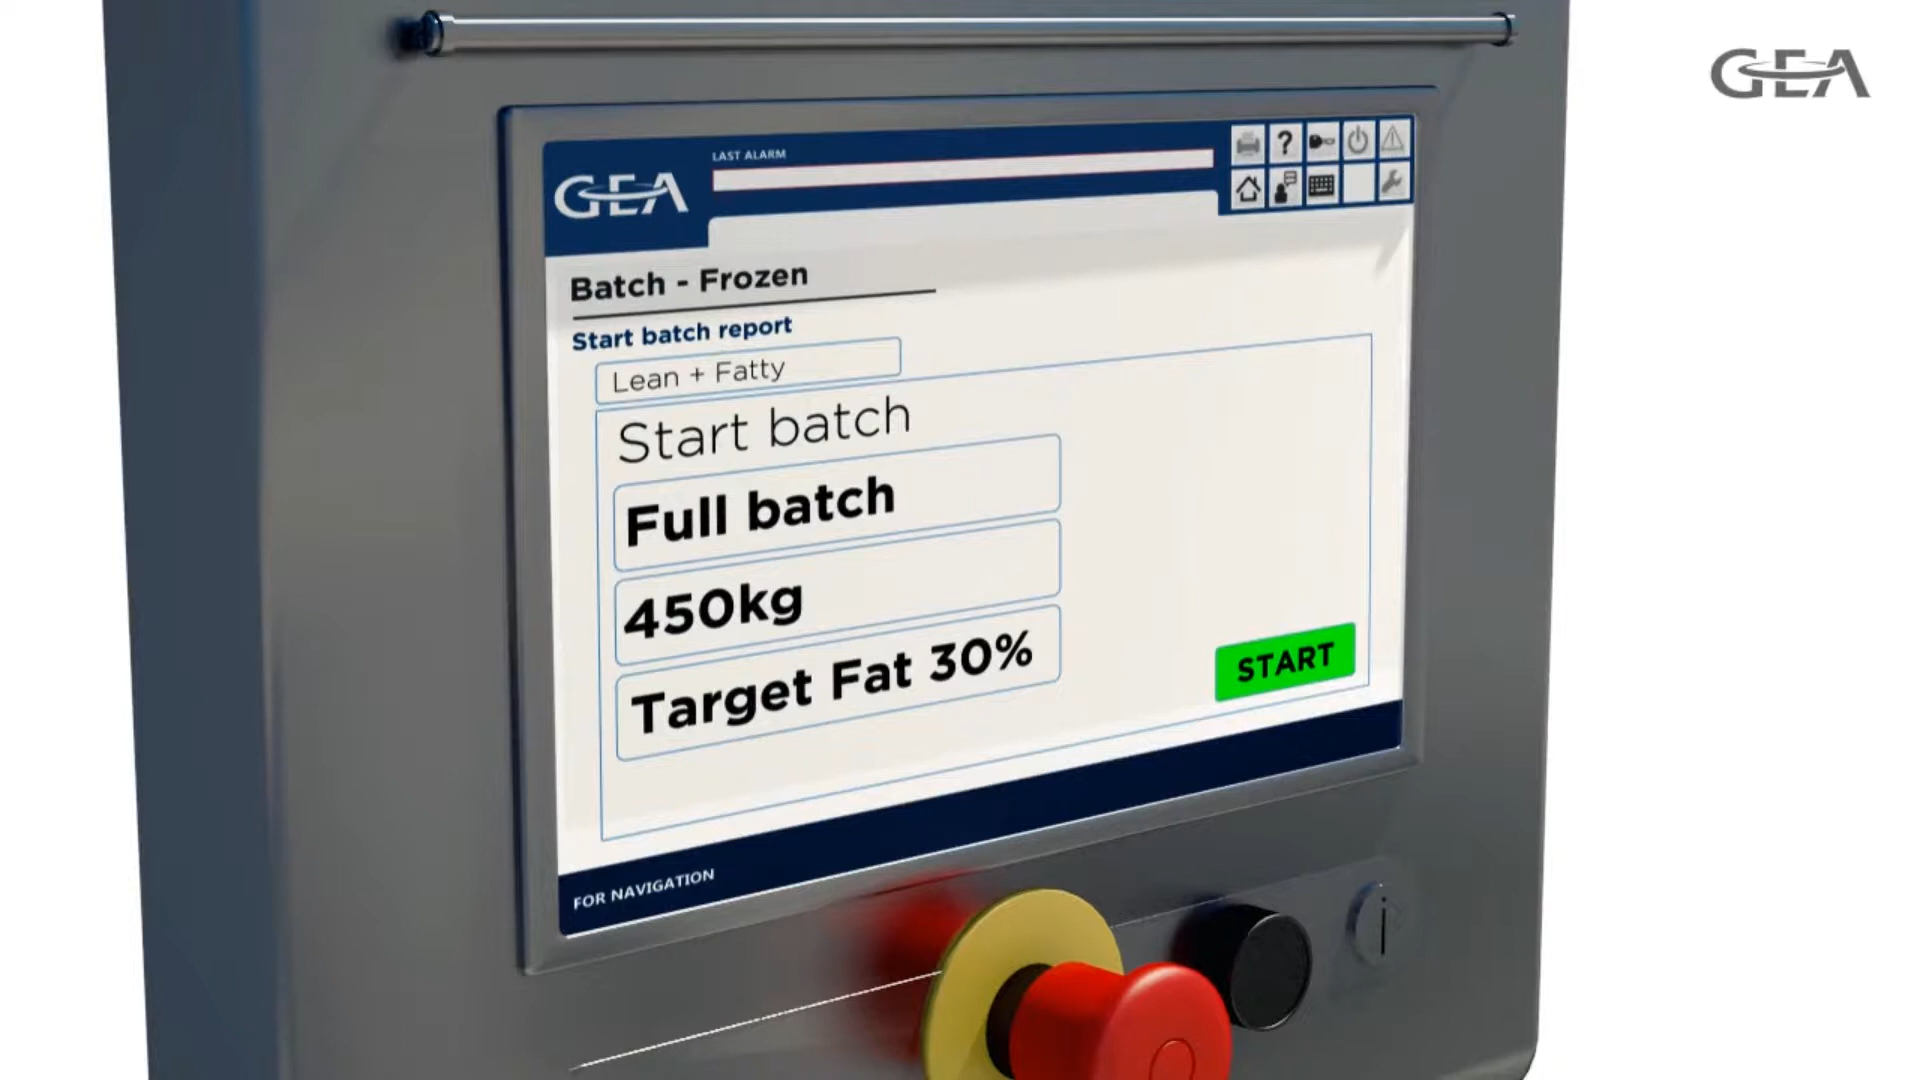 GEA
LAST ALARM
?
GEA
Batch - Frozen
Start batch report
Lean + Fatty
Start batch
Full batch
450kg
Target Fat 30%
START
FOR NAVIGATION